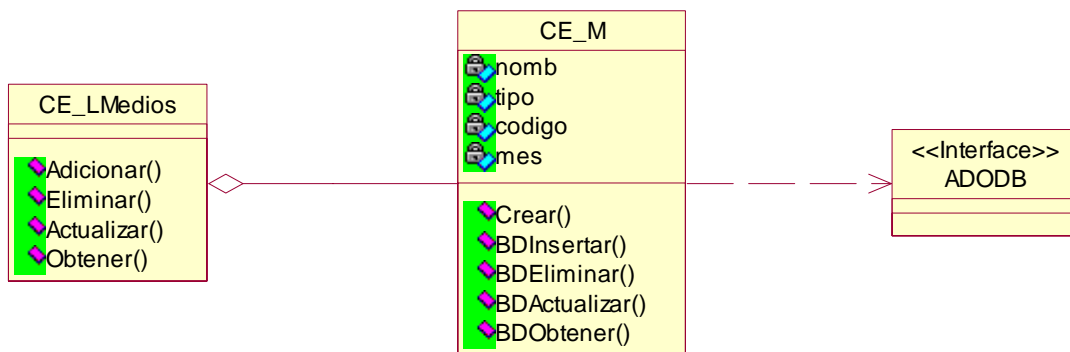 CE_LMedios
Adicionar()
Eliminar()
Actualizar()
Obtener()
CE_M
nomb
tipo
codigo
mes
Crear()
BDInsertar()
BDEliminar()
BDActualizar()
BDObtener()
<<Interface>>
ADODB